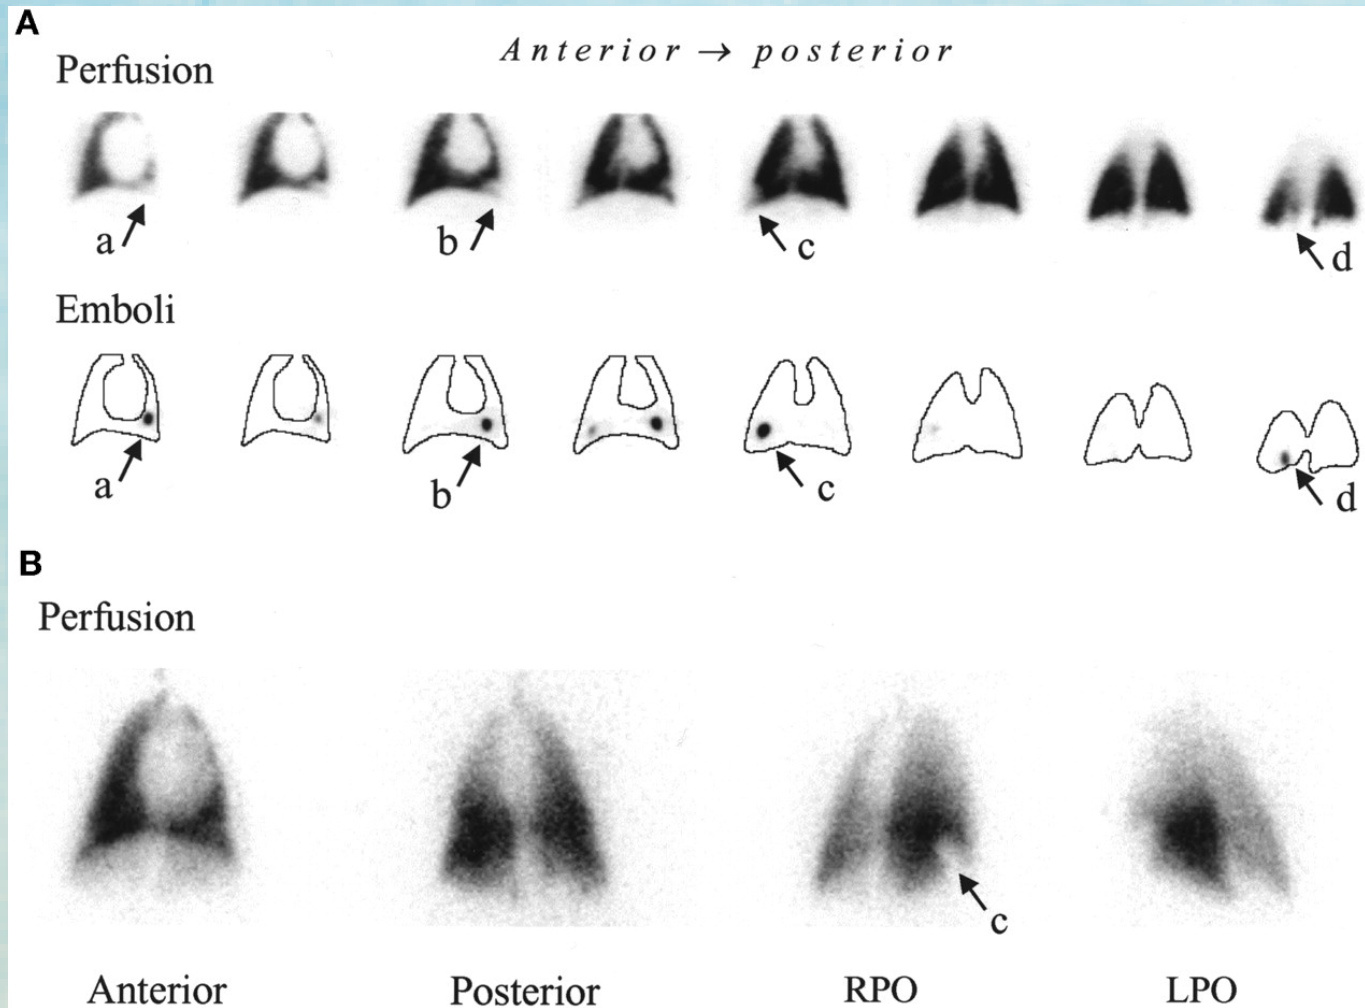 A
Anterior → posterior
Perfusion
a
b
c
d
Emboli
a
b
c
d
B
Perfusion
c
Anterior
Posterior
RPO
LPO